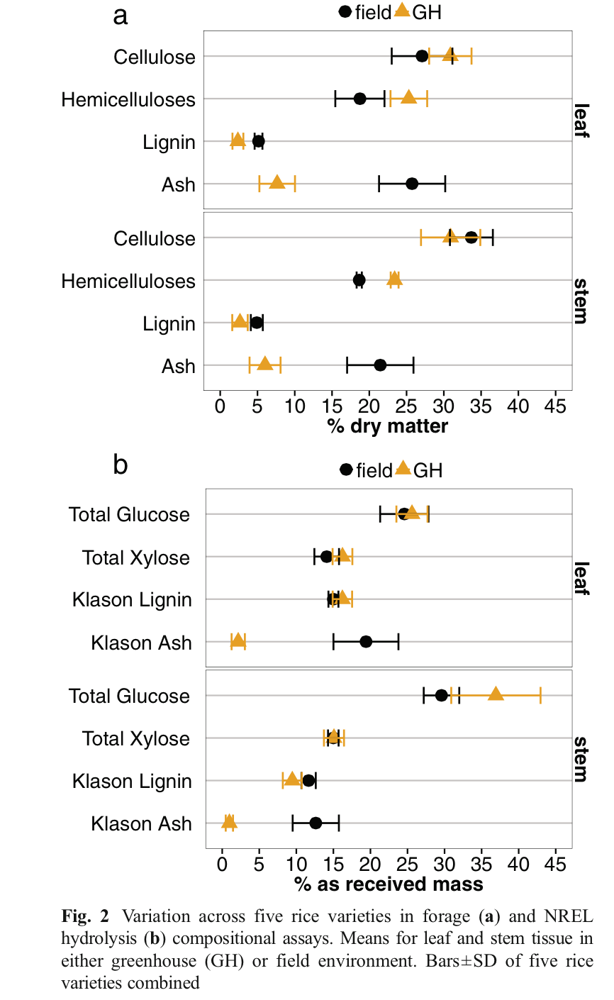 a
field GH
Cellulose
Hemicelluloses
Lignin
Ash
leaf
Cellulose
Hemicelluloses
Lignin
Ash
stem
0 5 10 15 20 25 30 35 40 45
% dry matter
b
field GH
Total Glucose
Total Xylose
Klason Lignin
Klason Ash
leaf
Total Glucose
Total Xylose
Klason Lignin
Klason Ash
stem
0 5 10 15 20 25 30 35 40 45
% as received mass
Fig. 2 Variation across five rice varieties in forage (a) and NREL
hydrolysis (b) compositional assays. Means for leaf and stem tissue in
either greenhouse (GH) or field environment. Bars±SD of five rice
varieties combined